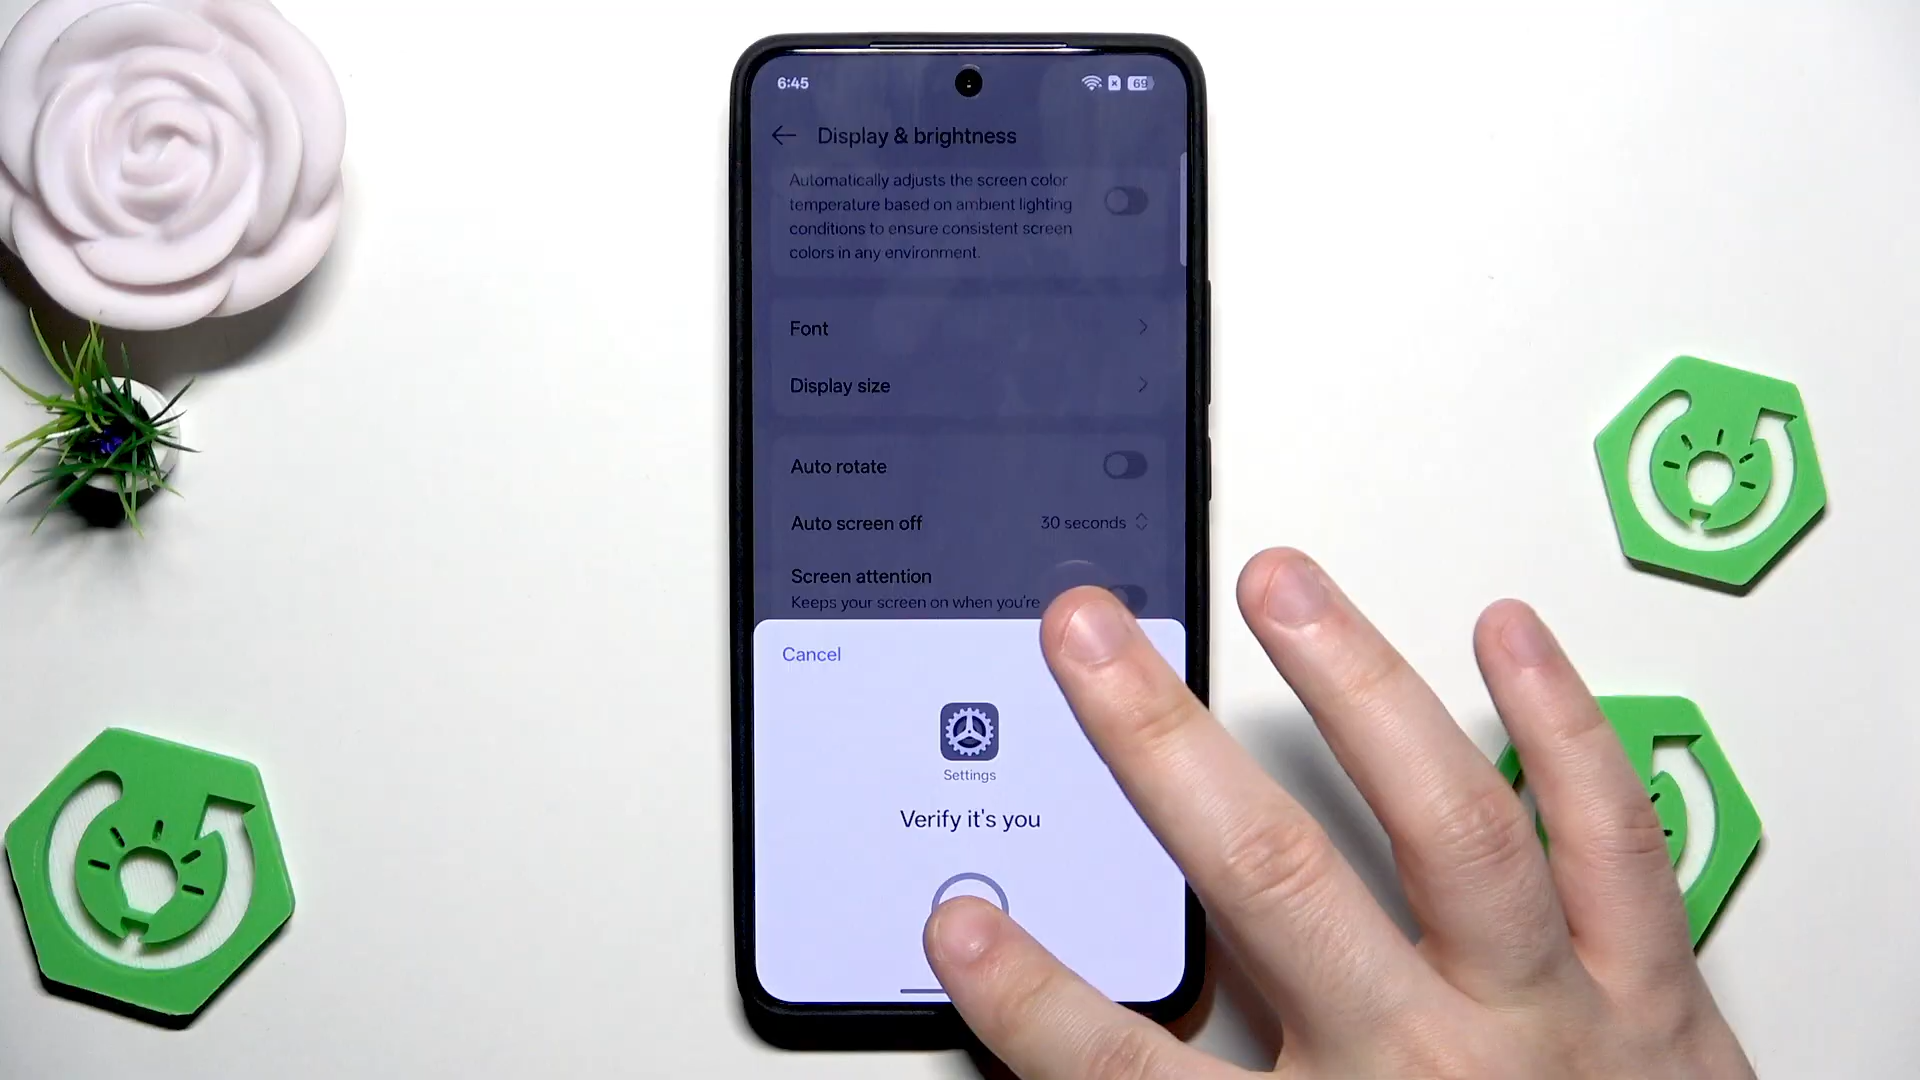 6:45
69
Display & brightness
Automatically adjusts the screen color
temperature based on ambient lighting
conditions to ensure consistent screen
colors in any environment.
Font
Display size
Auto rotate
Auto screen off
30 seconds
Screen attention
Keeps your screen on when you're
Cancel
Settings
Verify it's you